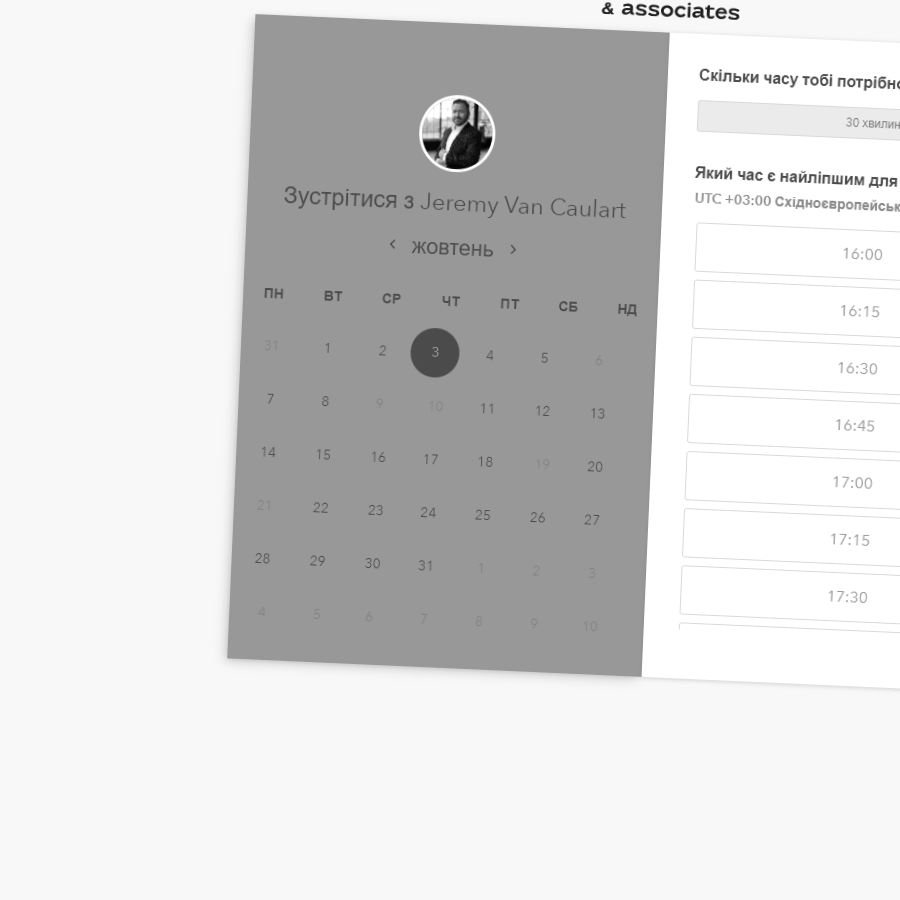 & associates
Зустрітися з Jeremy Van Caulart
жовтень
ПН ВТ СР ЧТ ПТ СБ НД
31 1 2 3 4 5 6
7 8 9 10 11 12 13
14 15 16 17 18 19 20
21 22 23 24 25 26 27
28 29 30 31 1 2 3
4 5 6 7 8 9 10
Скільки часу тобі потрібно
30 хвилин
Який час є найліпшим для
UTC +03:00 Східноєвропейськ
16:00
16:15
16:30
16:45
17:00
17:15
17:30